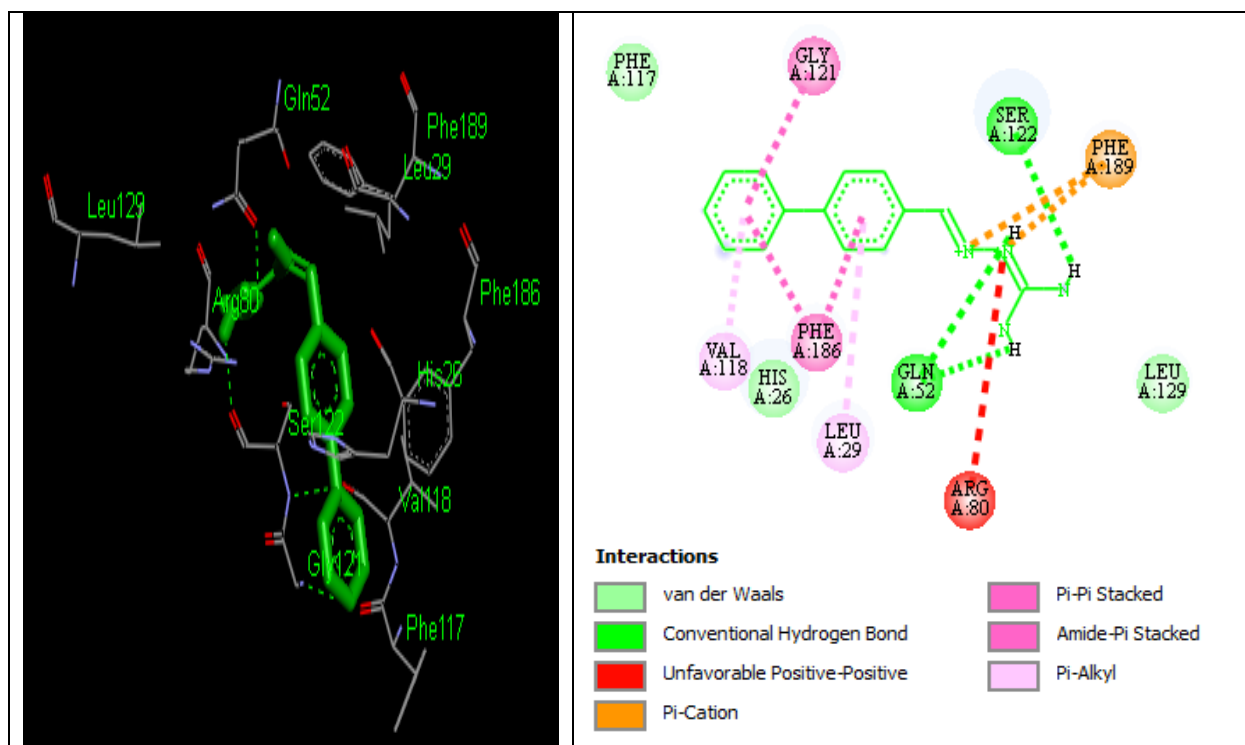 Gln52
Phe189
Leu29
Leu129
Arg80
Phe186
His26
Ser122
Val118
Gly121
Phe117
PHE
A:117
GLY
A:121
SER
A:122
PHE
A:189
H
+N
N
H
N
N
H
VAL
A:118
PHE
A:186
HIS
A:26
GLN
A:52
LEU
A:129
LEU
A:29
ARG
A:80
Interactions
van der Waals
Conventional Hydrogen Bond
Unfavorable Positive-Positive
Pi-Cation
Pi-Pi Stacked
Amide-Pi Stacked
Pi-Alkyl